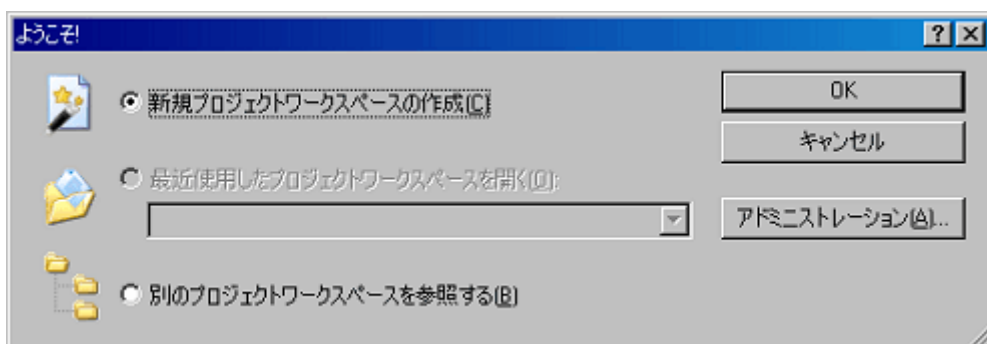 ようこそ!
新規プロジェクトワークスペースの作成(C)
OK
キャンセル
最近使用したプロジェクトワークスペースを開く(O):
アドミニストレーション(A)...
別のプロジェクトワークスペースを参照する(B)